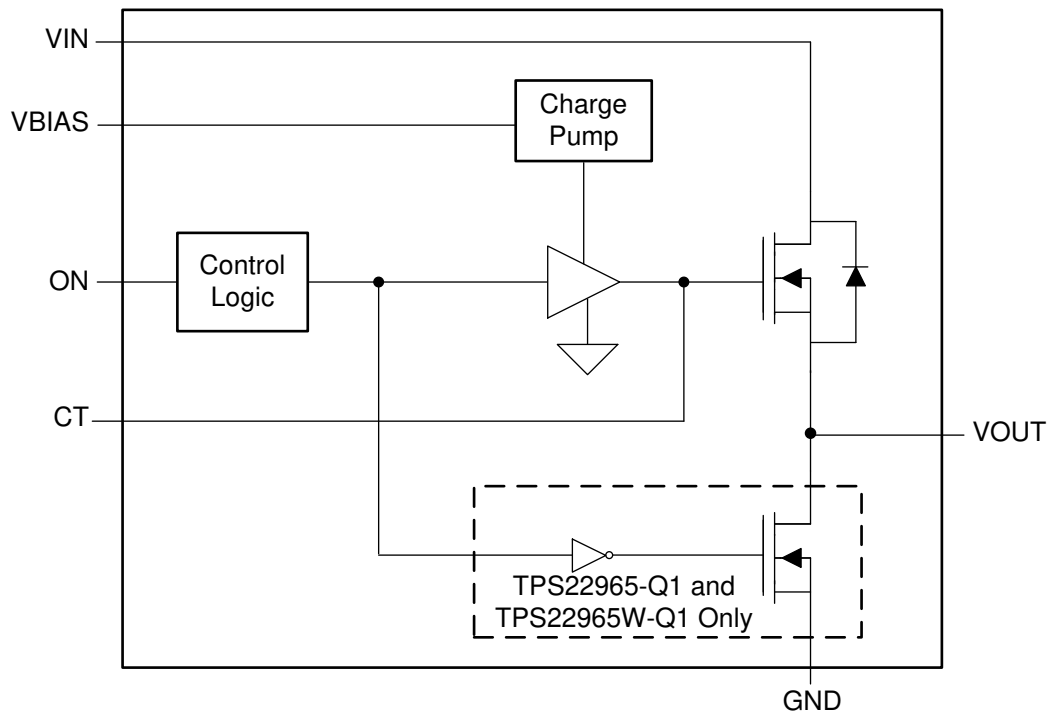 VIN
VBIAS
Charge
Pump
ON
Control
Logic
CT
VOUT
TPS22965-Q1 and
TPS22965W-Q1 Only
GND